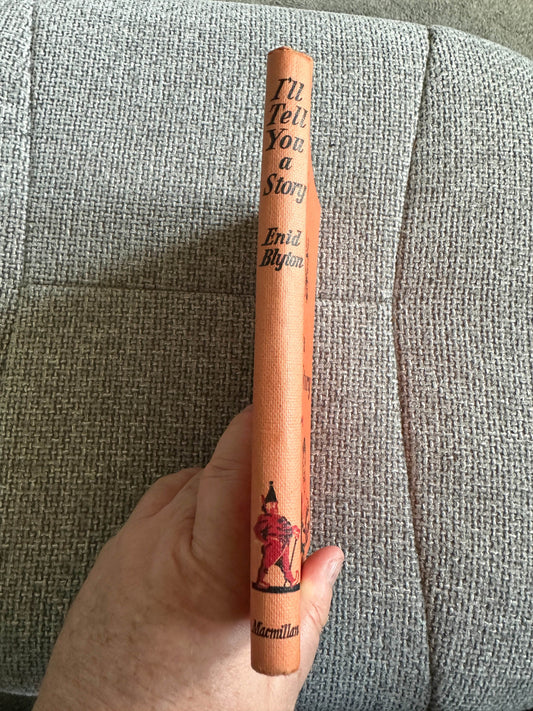 I'll
Tell
You
a
Story
Enid
Blyton
Macmillan